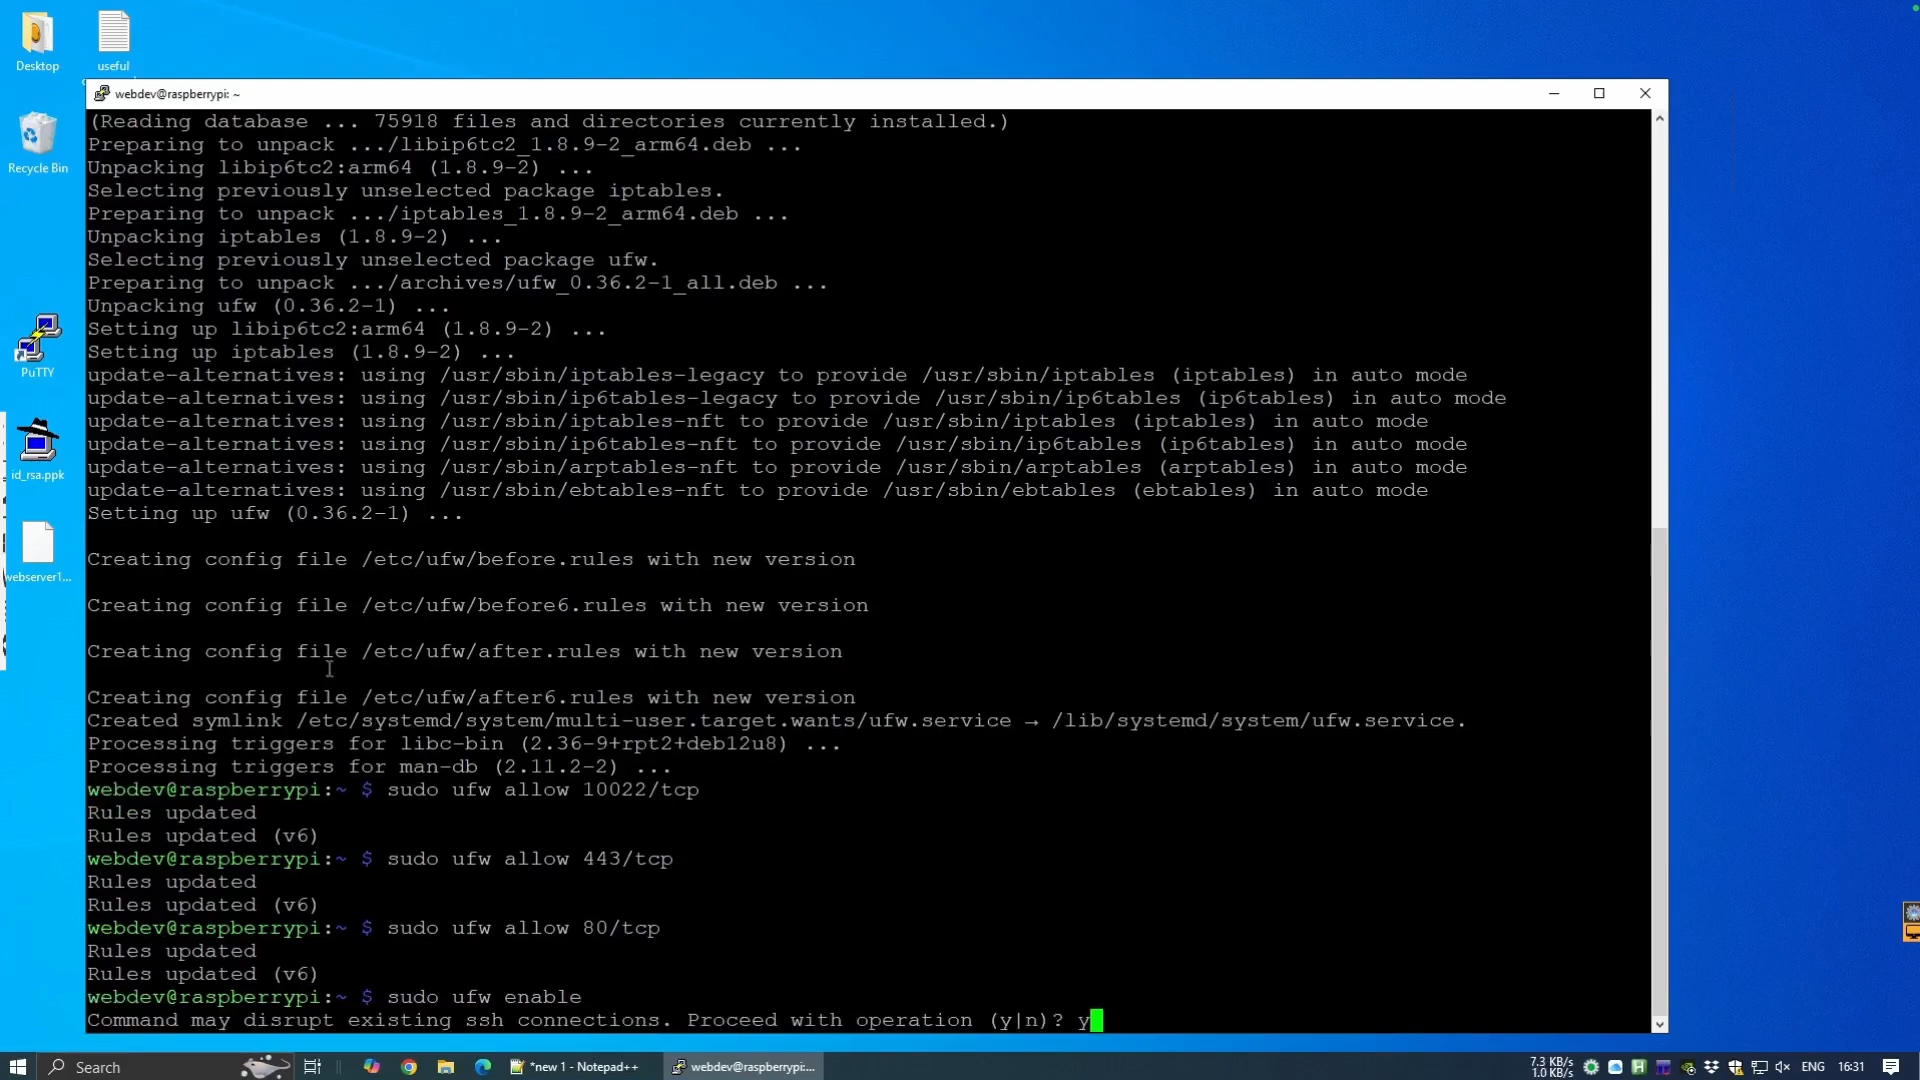 Desktop
useful
Recycle Bin
PuTTY
id_rsa.ppk
webserver1...
webdev@raspberrypi: ~
(Reading database ... 75918 files and directories currently installed.)
Preparing to unpack .../libip6tc2_1.8.9-2_arm64.deb ...
Unpacking libip6tc2:arm64 (1.8.9-2) ...
Selecting previously unselected package iptables.
Preparing to unpack .../iptables_1.8.9-2_arm64.deb ...
Unpacking iptables (1.8.9-2) ...
Selecting previously unselected package ufw.
Preparing to unpack .../archives/ufw_0.36.2-1_all.deb ...
Unpacking ufw (0.36.2-1) ...
Setting up libip6tc2:arm64 (1.8.9-2) ...
Setting up iptables (1.8.9-2) ...
update-alternatives: using /usr/sbin/iptables-legacy to provide /usr/sbin/iptables (iptables) in auto mode
update-alternatives: using /usr/sbin/ip6tables-legacy to provide /usr/sbin/ip6tables (ip6tables) in auto mode
update-alternatives: using /usr/sbin/iptables-nft to provide /usr/sbin/iptables (iptables) in auto mode
update-alternatives: using /usr/sbin/ip6tables-nft to provide /usr/sbin/ip6tables (ip6tables) in auto mode
update-alternatives: using /usr/sbin/arptables-nft to provide /usr/sbin/arptables (arptables) in auto mode
update-alternatives: using /usr/sbin/ebtables-nft to provide /usr/sbin/ebtables (ebtables) in auto mode
Setting up ufw (0.36.2-1) ...
Creating config file /etc/ufw/before.rules with new version
Creating config file /etc/ufw/before6.rules with new version
Creating config file /etc/ufw/after.rules with new version
Creating config file /etc/ufw/after6.rules with new version
Created symlink /etc/systemd/system/multi-user.target.wants/ufw.service → /lib/systemd/system/ufw.service.
Processing triggers for libc-bin (2.36-9+rpt2+deb12u8) ...
Processing triggers for man-db (2.11.2-2) ...
webdev@raspberrypi:~ $ sudo ufw allow 10022/tcp
Rules updated
Rules updated (v6)
webdev@raspberrypi:~ $ sudo ufw allow 443/tcp
Rules updated
Rules updated (v6)
webdev@raspberrypi:~ $ sudo ufw allow 80/tcp
Rules updated
Rules updated (v6)
webdev@raspberrypi:~ $ sudo ufw enable
Command may disrupt existing ssh connections. Proceed with operation (y|n)? y
Search
*new 1 - Notepad++
webdev@raspberrypi:...
7.3 KB/s
1.0 KB/s
ENG
16:31